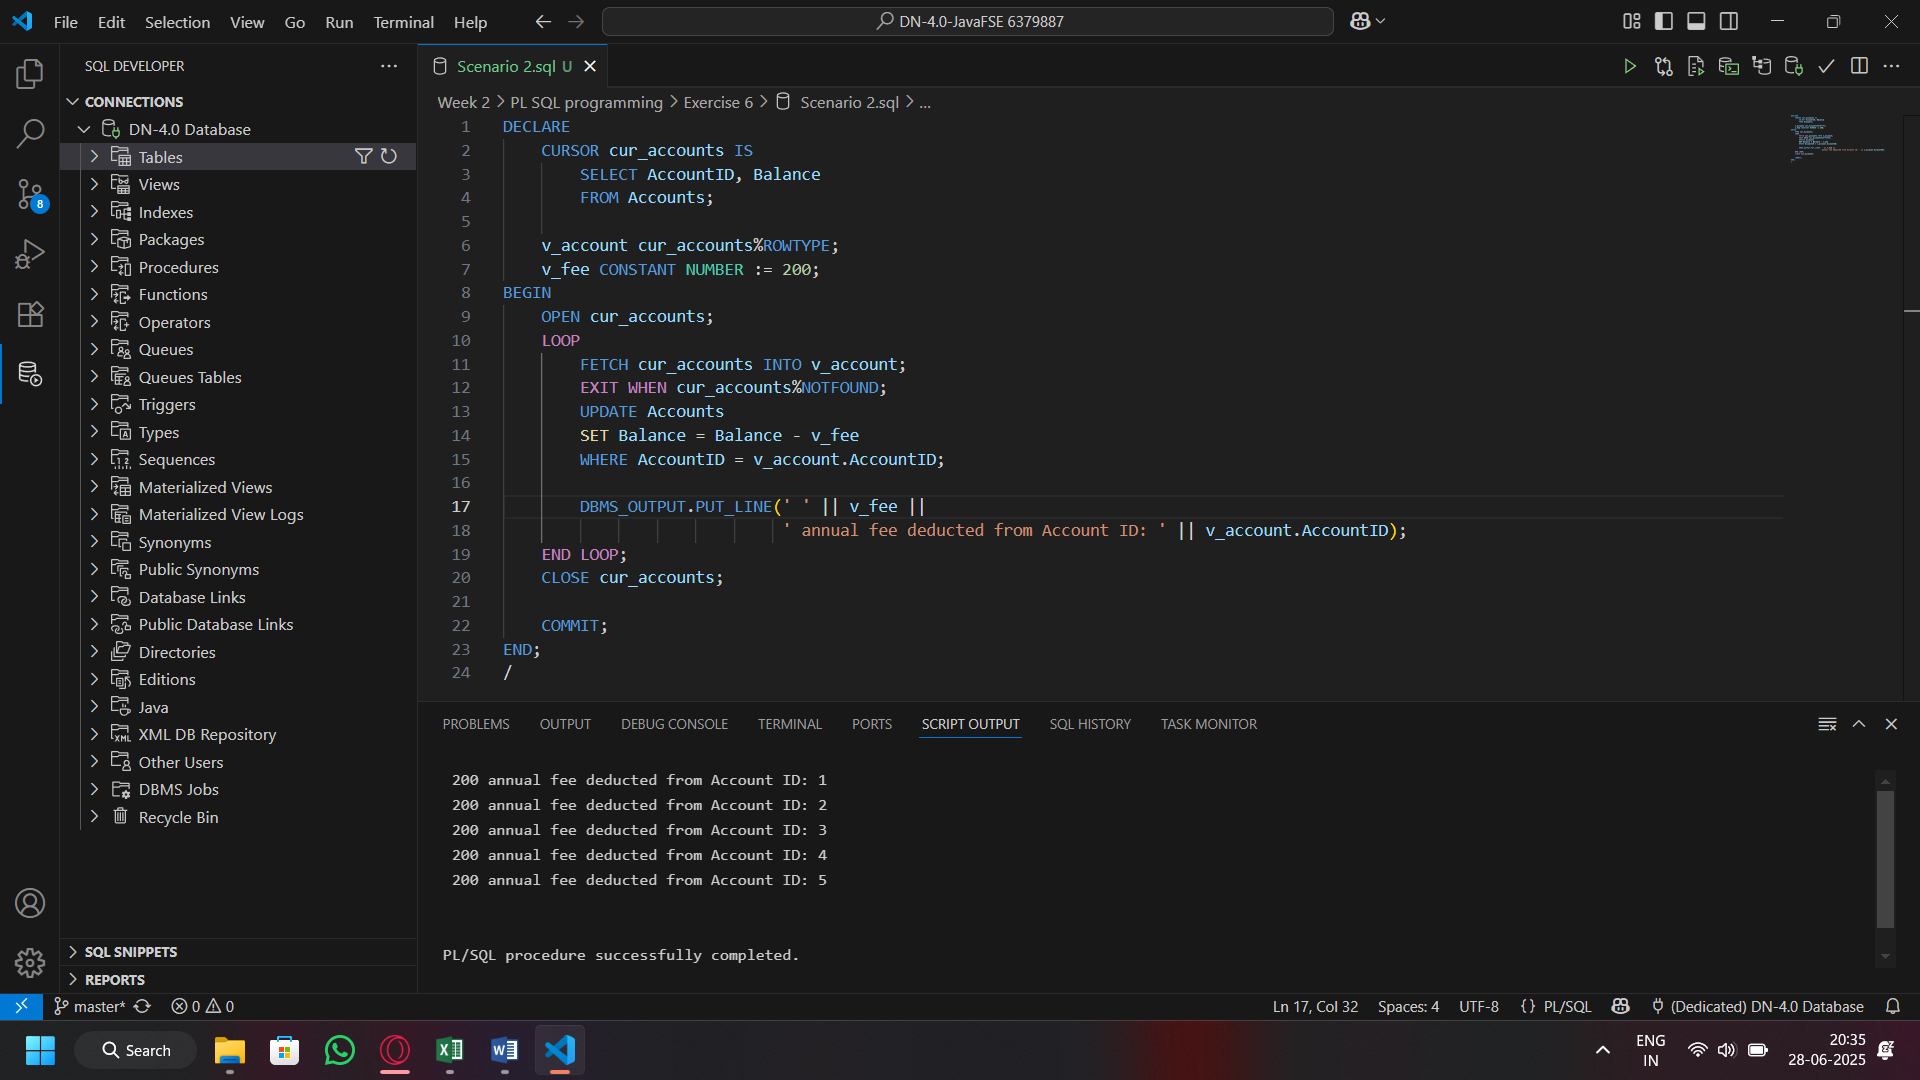 File Edit Selection View Go Run Terminal Help
DN-4.0-JavaFSE 6379887
SQL DEVELOPER
CONNECTIONS
DN-4.0 Database
Tables
Views
Indexes
Packages
Procedures
Functions
Operators
Queues
Queues Tables
Triggers
Types
Sequences
Materialized Views
Materialized View Logs
Synonyms
Public Synonyms
Database Links
Public Database Links
Directories
Editions
Java
XML DB Repository
Other Users
DBMS Jobs
Recycle Bin
SQL SNIPPETS
REPORTS
8
Scenario 2.sql U
Week 2 > PL SQL programming > Exercise 6 > Scenario 2.sql > ...
1 DECLARE
2 CURSOR cur_accounts IS
3 SELECT AccountID, Balance
4 FROM Accounts;
5
6 v_account cur_accounts%ROWTYPE;
7 v_fee CONSTANT NUMBER := 200;
8 BEGIN
9 OPEN cur_accounts;
10 LOOP
11 FETCH cur_accounts INTO v_account;
12 EXIT WHEN cur_accounts%NOTFOUND;
13 UPDATE Accounts
14 SET Balance = Balance - v_fee
15 WHERE AccountID = v_account.AccountID;
16
17 DBMS_OUTPUT.PUT_LINE(' ' || v_fee ||
18 ' annual fee deducted from Account ID: ' || v_account.AccountID);
19 END LOOP;
20 CLOSE cur_accounts;
21
22 COMMIT;
23 END;
24 /
PROBLEMS OUTPUT DEBUG CONSOLE TERMINAL PORTS SCRIPT OUTPUT SQL HISTORY TASK MONITOR
200 annual fee deducted from Account ID: 1
200 annual fee deducted from Account ID: 2
200 annual fee deducted from Account ID: 3
200 annual fee deducted from Account ID: 4
200 annual fee deducted from Account ID: 5
PL/SQL procedure successfully completed.
master* 0 0 Ln 17, Col 32 Spaces: 4 UTF-8 {} PL/SQL (Dedicated) DN-4.0 Database
Search
ENG
IN
20:35
28-06-2025